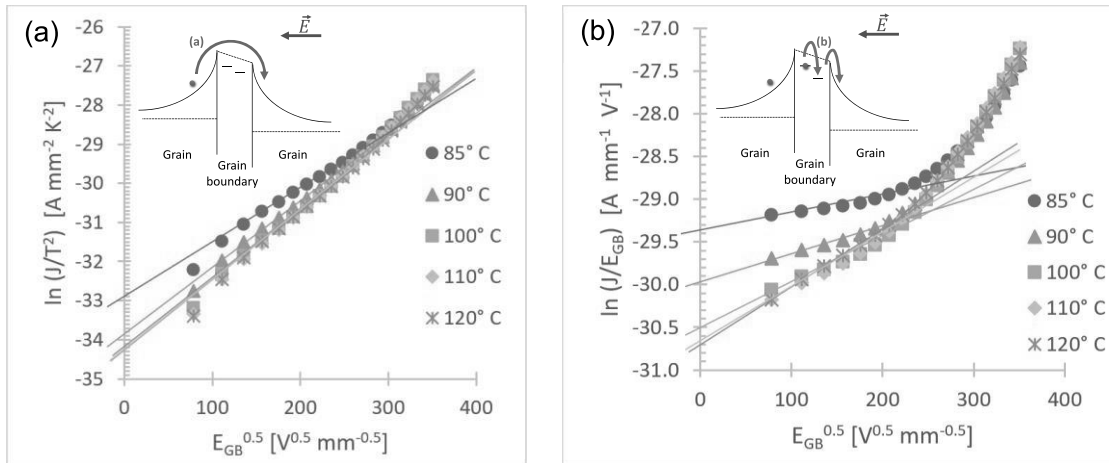 (a)
E
(a)
Grain
Grain
boundary
Grain
ln (J/T²) [A mm⁻² K⁻²]
-26
-27
-28
-29
-30
-31
-32
-33
-34
-35
0
100
200
300
400
E_GB^0.5 [V^0.5 mm^-0.5]
85° C
90° C
100° C
110° C
120° C
(b)
E
(b)
Grain
Grain
boundary
Grain
ln (J/E_GB) [A mm⁻¹ V⁻¹]
-27.0
-27.5
-28.0
-28.5
-29.0
-29.5
-30.0
-30.5
-31.0
0
100
200
300
400
E_GB^0.5 [V^0.5 mm^-0.5]
85° C
90° C
100° C
110° C
120° C